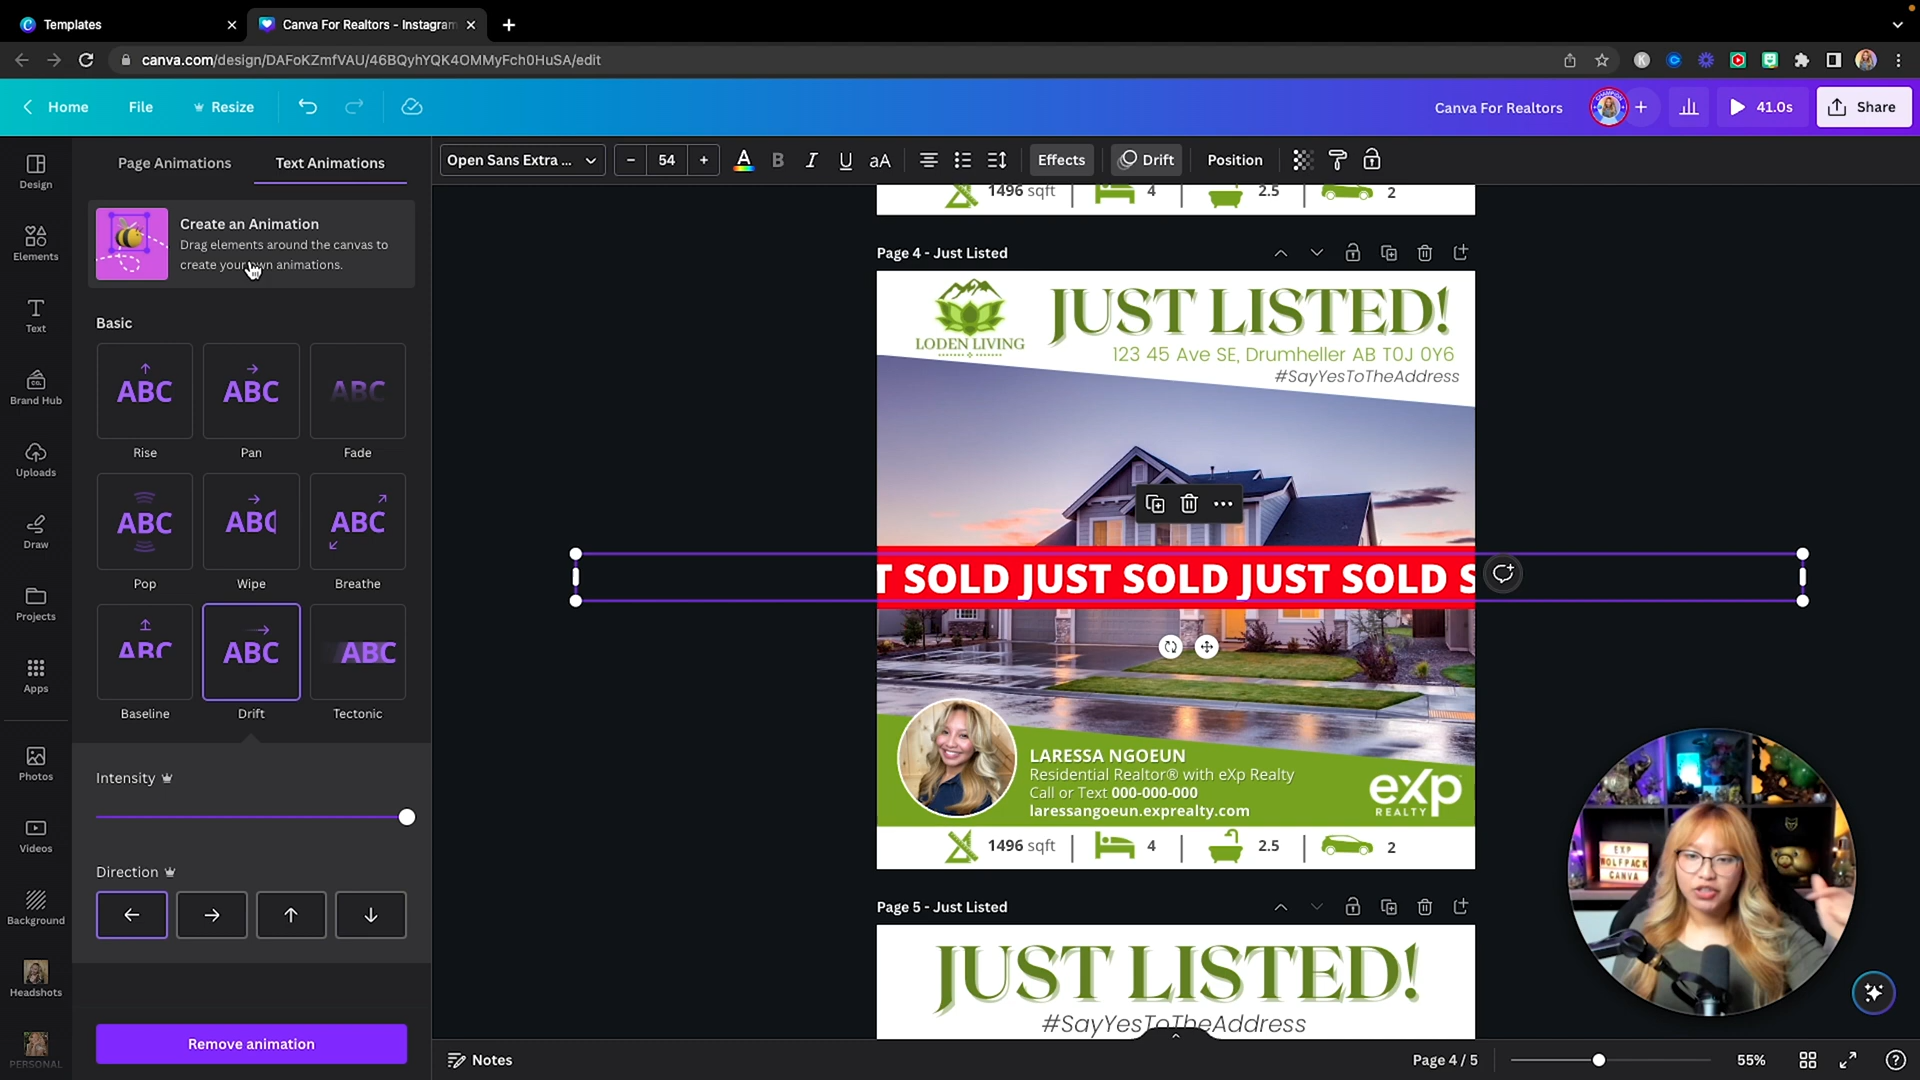 Templates
Canva For Realtors - Instagram
canva.com/design/DAFoKZmfVAU/46BQyhYQK4OMMyFch0HuSA/edit
Home
File
Resize
Canva For Realtors
41.0s
Share
Page Animations
Text Animations
Open Sans Extra ...
54
A
B
I
U
aA
Effects
Drift
Position
Create an Animation
Drag elements around the canvas to
create your own animations.
Design
Elements
Text
Brand Hub
Uploads
Draw
Projects
Apps
Photos
Videos
Background
Headshots
PERSONAL
Basic
ABC
ABC
ABC
Rise
Pan
Fade
ABC
ABC
ABC
Pop
Wipe
Breathe
ABC
ABC
ABC
Baseline
Drift
Tectonic
Intensity
Direction
Remove animation
1496 sqft
4
2.5
2
Page 4 - Just Listed
LODEN LIVING
JUST LISTED!
123 45 Ave SE, Drumheller AB T0J 0Y6
#SayYesToTheAddress
T SOLD JUST SOLD JUST SOLD S
LARESSA NGOEUN
Residential Realtor® with eXp Realty
Call or Text 000-000-000
laressangoeun.exprealty.com
eXp
REALTY
1496 sqft
4
2.5
2
Page 5 - Just Listed
JUST LISTED!
#SayYesToTheAddress
EXP
WOLFPACK
CANVA
Notes
Page 4 / 5
55%